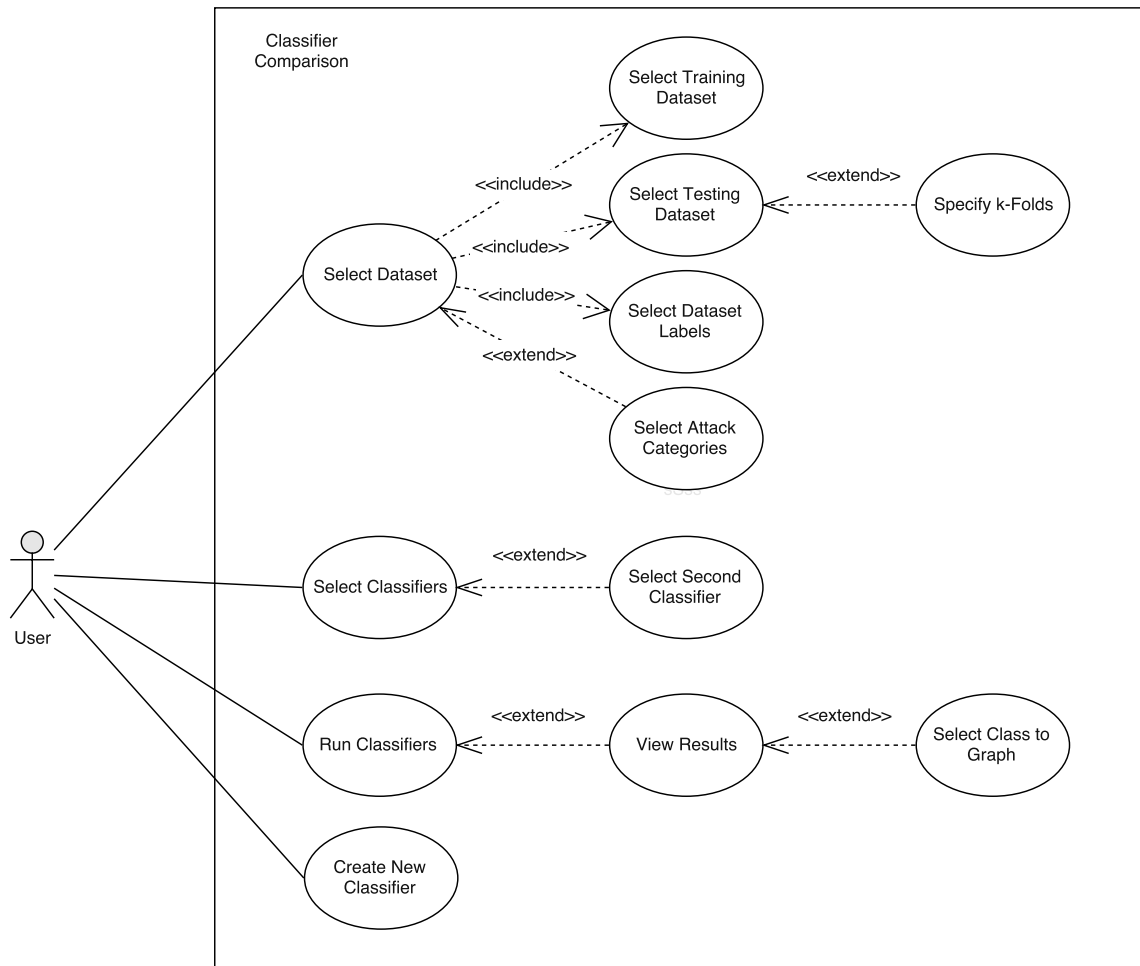 Classifier
Comparison
Select Training
Dataset
<<include>>
Select Testing
Dataset
<<extend>>
Specify k-Folds
<<include>>
Select Dataset
<<include>>
Select Dataset
Labels
<<extend>>
Select Attack
Categories
User
Select Classifiers
<<extend>>
Select Second
Classifier
Run Classifiers
<<extend>>
View Results
<<extend>>
Select Class to
Graph
Create New
Classifier